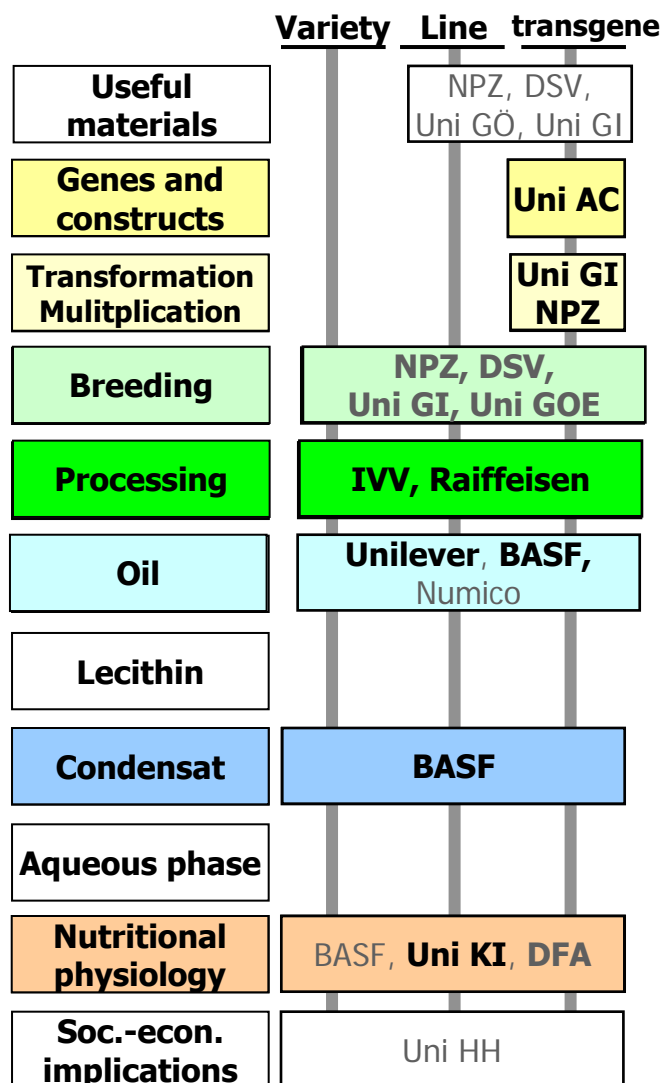 Variety Line transgene
Useful
materials
NPZ, DSV,
Uni GÖ, Uni GI
Genes and
constructs
Uni AC
Transformation
Mulitplication
Uni GI
NPZ
Breeding
NPZ, DSV,
Uni GI, Uni GOE
Processing
IVV, Raiffeisen
Oil
Unilever, BASF,
Numico
Lecithin
Condensat
BASF
Aqueous phase
Nutritional
physiology
BASF, Uni KI, DFA
Soc.-econ.
implications
Uni HH